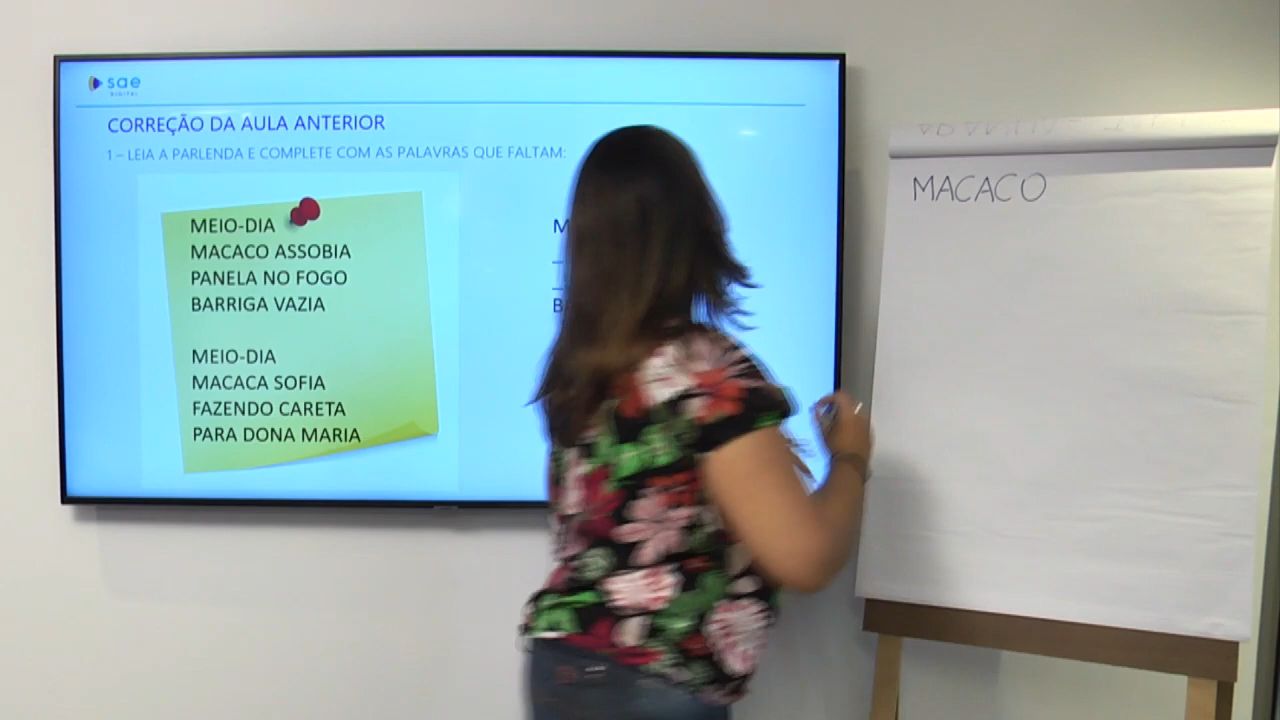 sae
DIGITAL
CORREÇÃO DA AULA ANTERIOR
1 – LEIA A PARLENDA E COMPLETE COM AS PALAVRAS QUE FALTAM:
MEIO-DIA
MACACO ASSOBIA
PANELA NO FOGO
BARRIGA VAZIA
MEIO-DIA
MACACA SOFIA
FAZENDO CARETA
PARA DONA MARIA
MACACO